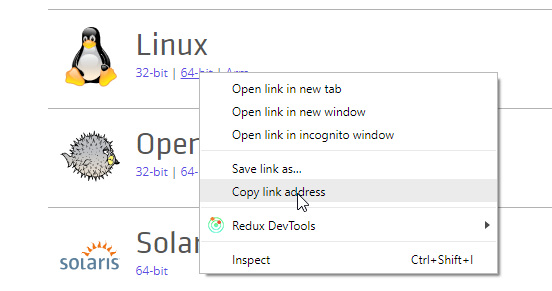 Linux
32-bit | 64-bit | Arm
Open link in new tab
Open link in new window
Open link in incognito window
Open
32-bit | 64-
Save link as...
Copy link address
Redux DevTools
Solar
solaris
64-bit
Inspect Ctrl+Shift+I